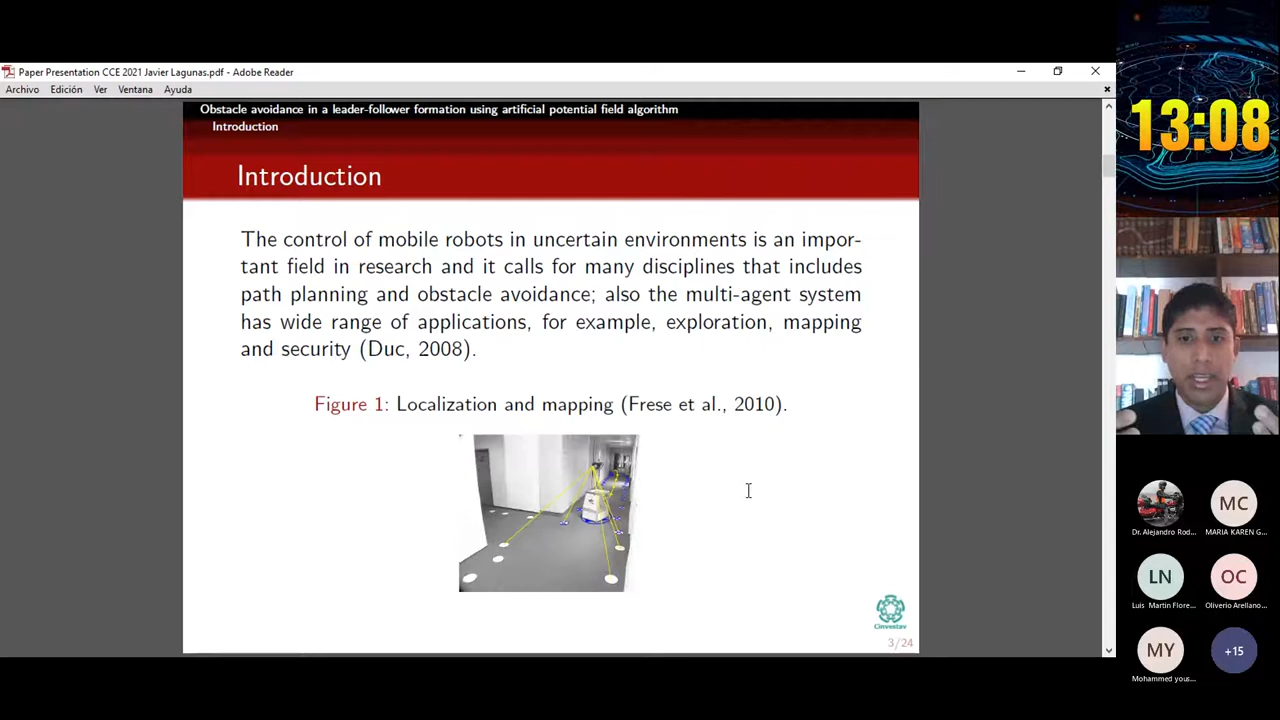 Paper Presentation CCE 2021 Javier Lagunas.pdf - Adobe Reader
Archivo Edición Ver Ventana Ayuda
Obstacle avoidance in a leader-follower formation using artificial potential field algorithm
Introduction
Introduction
The control of mobile robots in uncertain environments is an impor-
tant field in research and it calls for many disciplines that includes
path planning and obstacle avoidance; also the multi-agent system
has wide range of applications, for example, exploration, mapping
and security (Duc, 2008).
Figure 1: Localization and mapping (Frese et al., 2010).
Cinvestav
3/24
13:08
MC
Dr. Alejandro Rod...
MARIA KAREN G...
LN
OC
Luis Martin Flore...
Oliverio Arellano...
MY
+15
Mohammed yous...